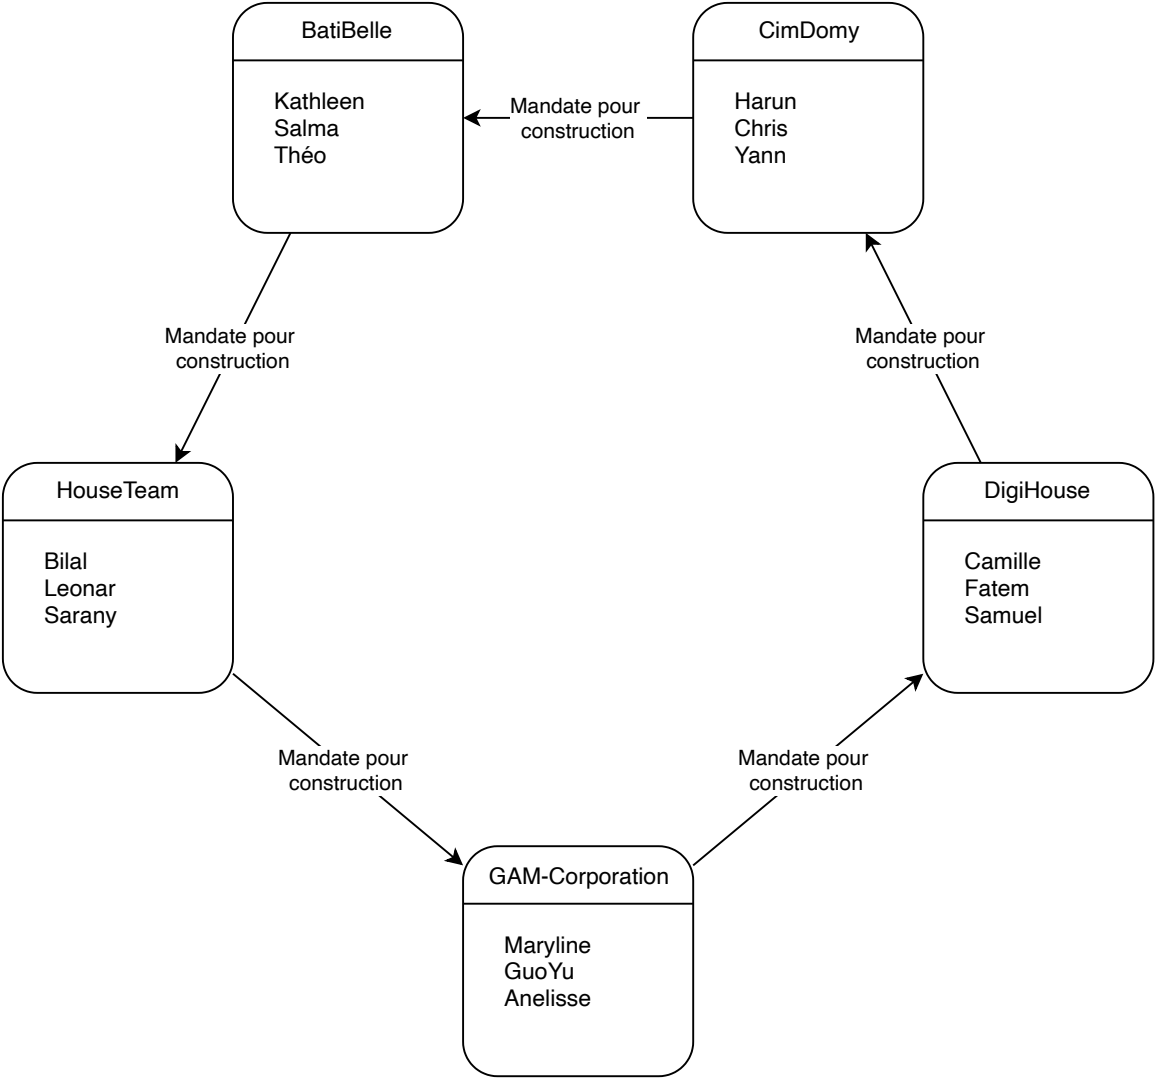 BatiBelle
Kathleen
Salma
Théo
CimDomy
Harun
Chris
Yann
Mandate pour
construction
Mandate pour
construction
Mandate pour
construction
HouseTeam
Bilal
Leonar
Sarany
DigiHouse
Camille
Fatem
Samuel
Mandate pour
construction
Mandate pour
construction
GAM-Corporation
Maryline
GuoYu
Anelisse